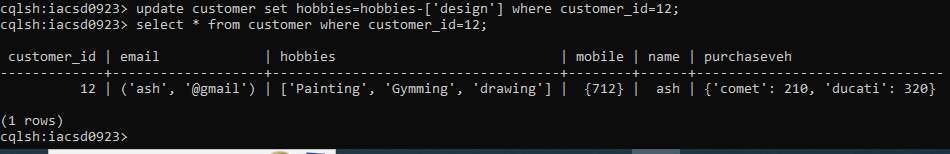 cqlsh:iacsd0923> update customer set hobbies=hobbies-['design'] where customer_id=12;
cqlsh:iacsd0923> select * from customer where customer_id=12;
customer_id | email | hobbies | mobile | name | purchaseveh
-------------+-------------------+------------------------------------+--------+------+-------------------------------
12 | ('ash', '@gmail') | ['Painting', 'Gymming', 'drawing'] | {712} | ash | {'comet': 210, 'ducati': 320}
(1 rows)
cqlsh:iacsd0923>